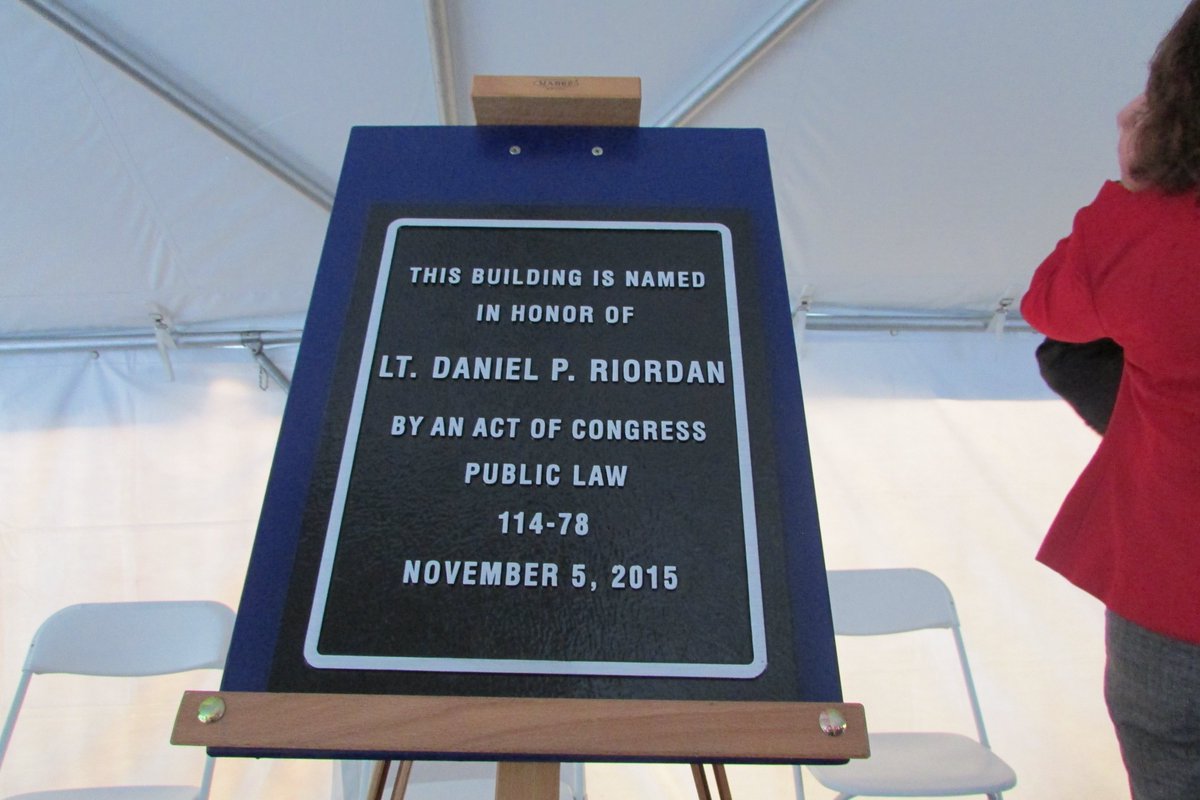 THIS BUILDING IS NAMED
IN HONOR OF
LT. DANIEL P. RIORDAN
BY AN ACT OF CONGRESS
PUBLIC LAW
114-78
NOVEMBER 5, 2015